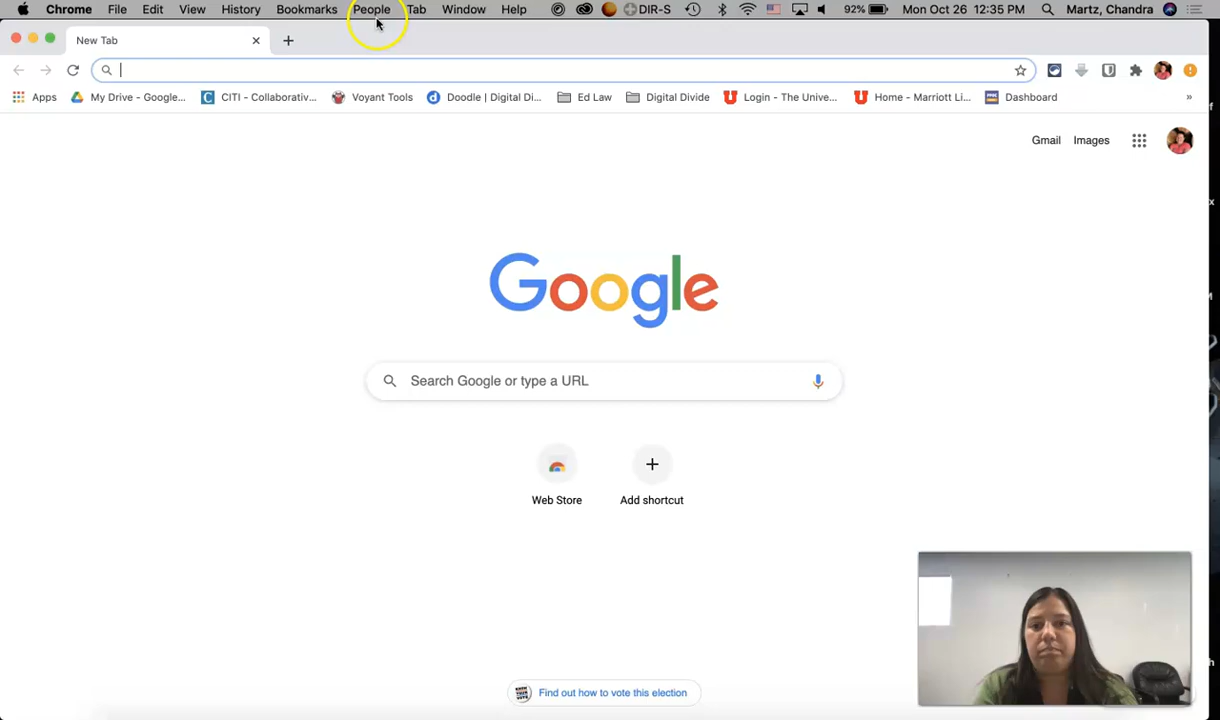 Chrome File Edit View History Bookmarks People Tab Window Help DIR-S 92% Mon Oct 26 12:35 PM Martz, Chandra
New Tab
Apps My Drive - Google... CITI - Collaborativ... Voyant Tools Doodle | Digital Di... Ed Law Digital Divide Login - The Unive... Home - Marriott Li... Dashboard »
Gmail Images
Google
Search Google or type a URL
Web Store Add shortcut
Find out how to vote this election